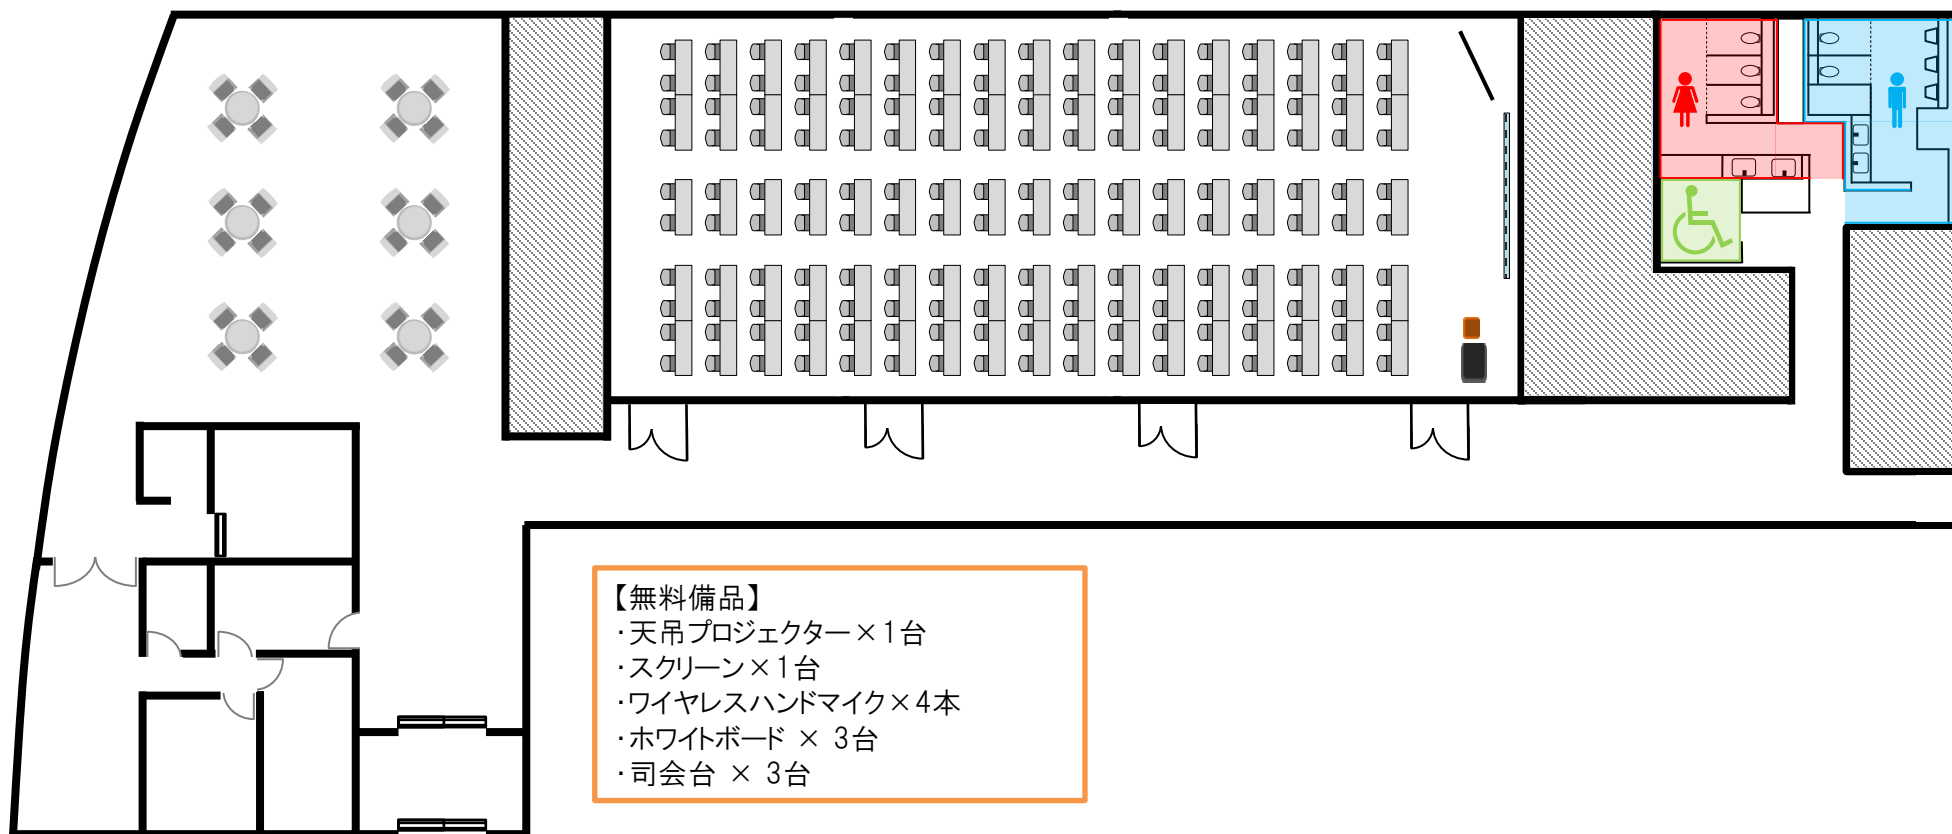 【無料備品】
・天吊プロジェクター×1台
・スクリーン×1台
・ワイヤレスハンドマイク×4本
・ホワイトボード × 3台
・司会台 × 3台